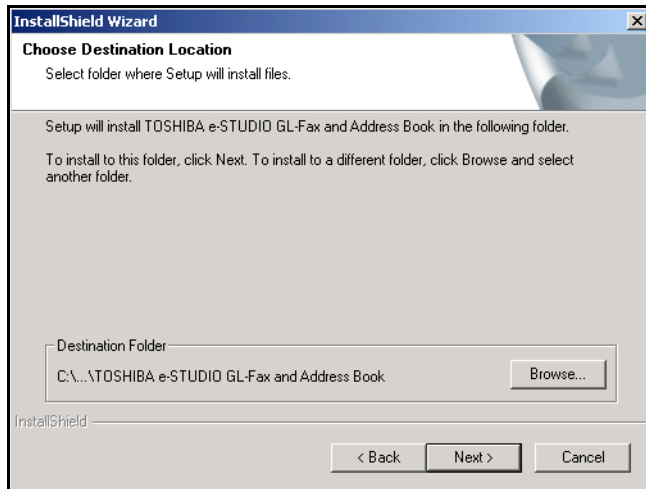 InstallShield Wizard
Choose Destination Location
Select folder where Setup will install files.
Setup will install TOSHIBA e-STUDIO GL-Fax and Address Book in the following folder.
To install to this folder, click Next. To install to a different folder, click Browse and select
another folder.
Destination Folder
C:\...\TOSHIBA e-STUDIO GL-Fax and Address Book
Browse...
InstallShield
< Back
Next >
Cancel